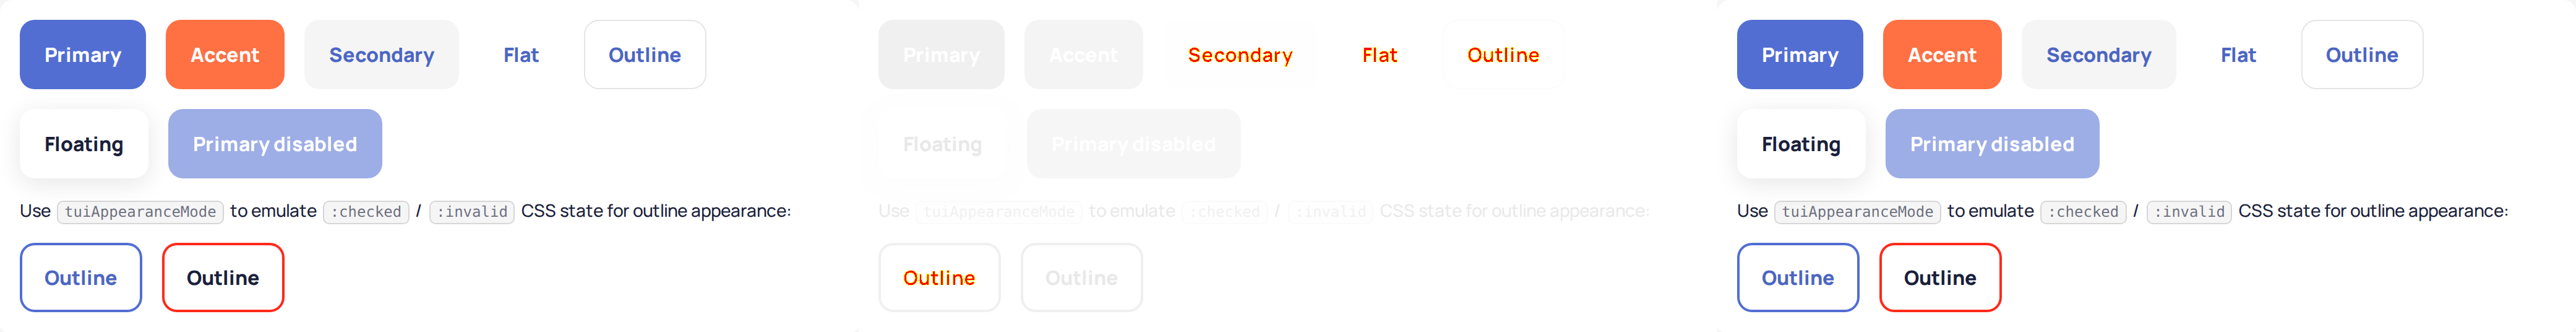 Primary Accent Secondary Flat Outline
Floating Primary disabled
Use tuiAppearanceMode to emulate :checked / :invalid CSS state for outline appearance:
Outline Outline
Primary Accent Secondary Flat Outline
Floating Primary disabled
Use tuiAppearanceMode to emulate :checked / :invalid CSS state for outline appearance:
Outline Outline
Primary Accent Secondary Flat Outline
Floating Primary disabled
Use tuiAppearanceMode to emulate :checked / :invalid CSS state for outline appearance:
Outline Outline